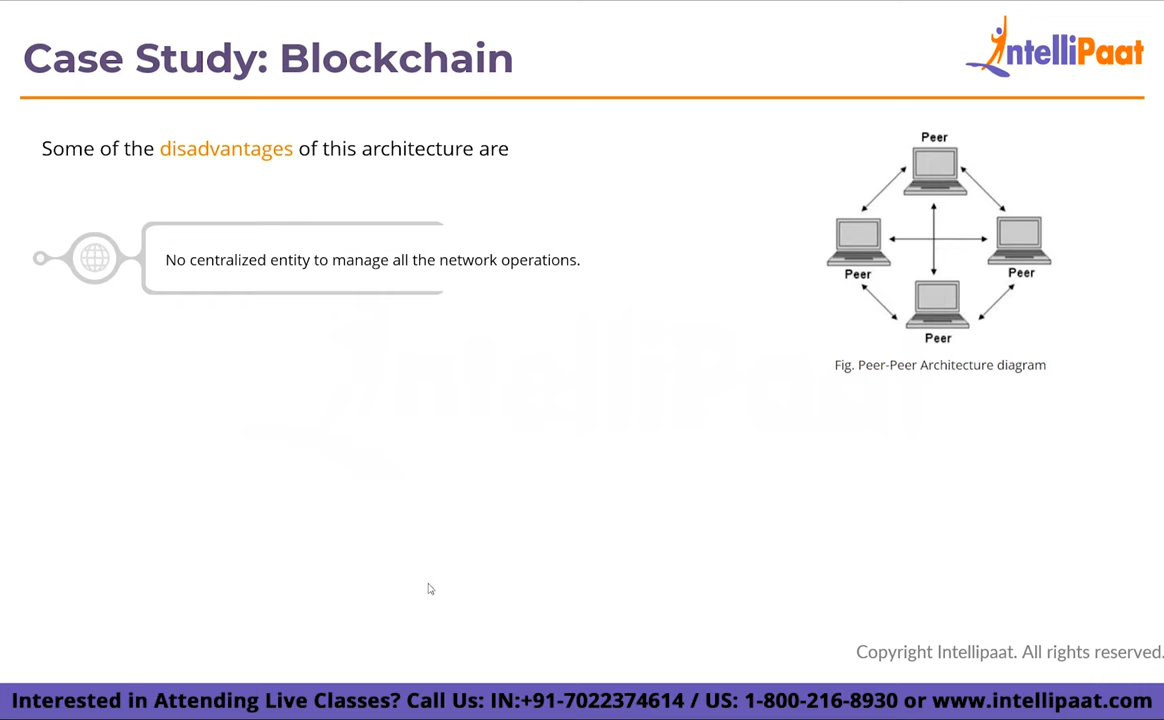 Case Study: Blockchain
IntelliPaat
Some of the disadvantages of this architecture are
Peer
No centralized entity to manage all the network operations.
Peer
Peer
Peer
Fig. Peer-Peer Architecture diagram
IntelliPaat
Copyright Intellipaat. All rights reserved.
Interested in Attending Live Classes? Call Us: IN:+91-7022374614 / US: 1-800-216-8930 or www.intellipaat.com